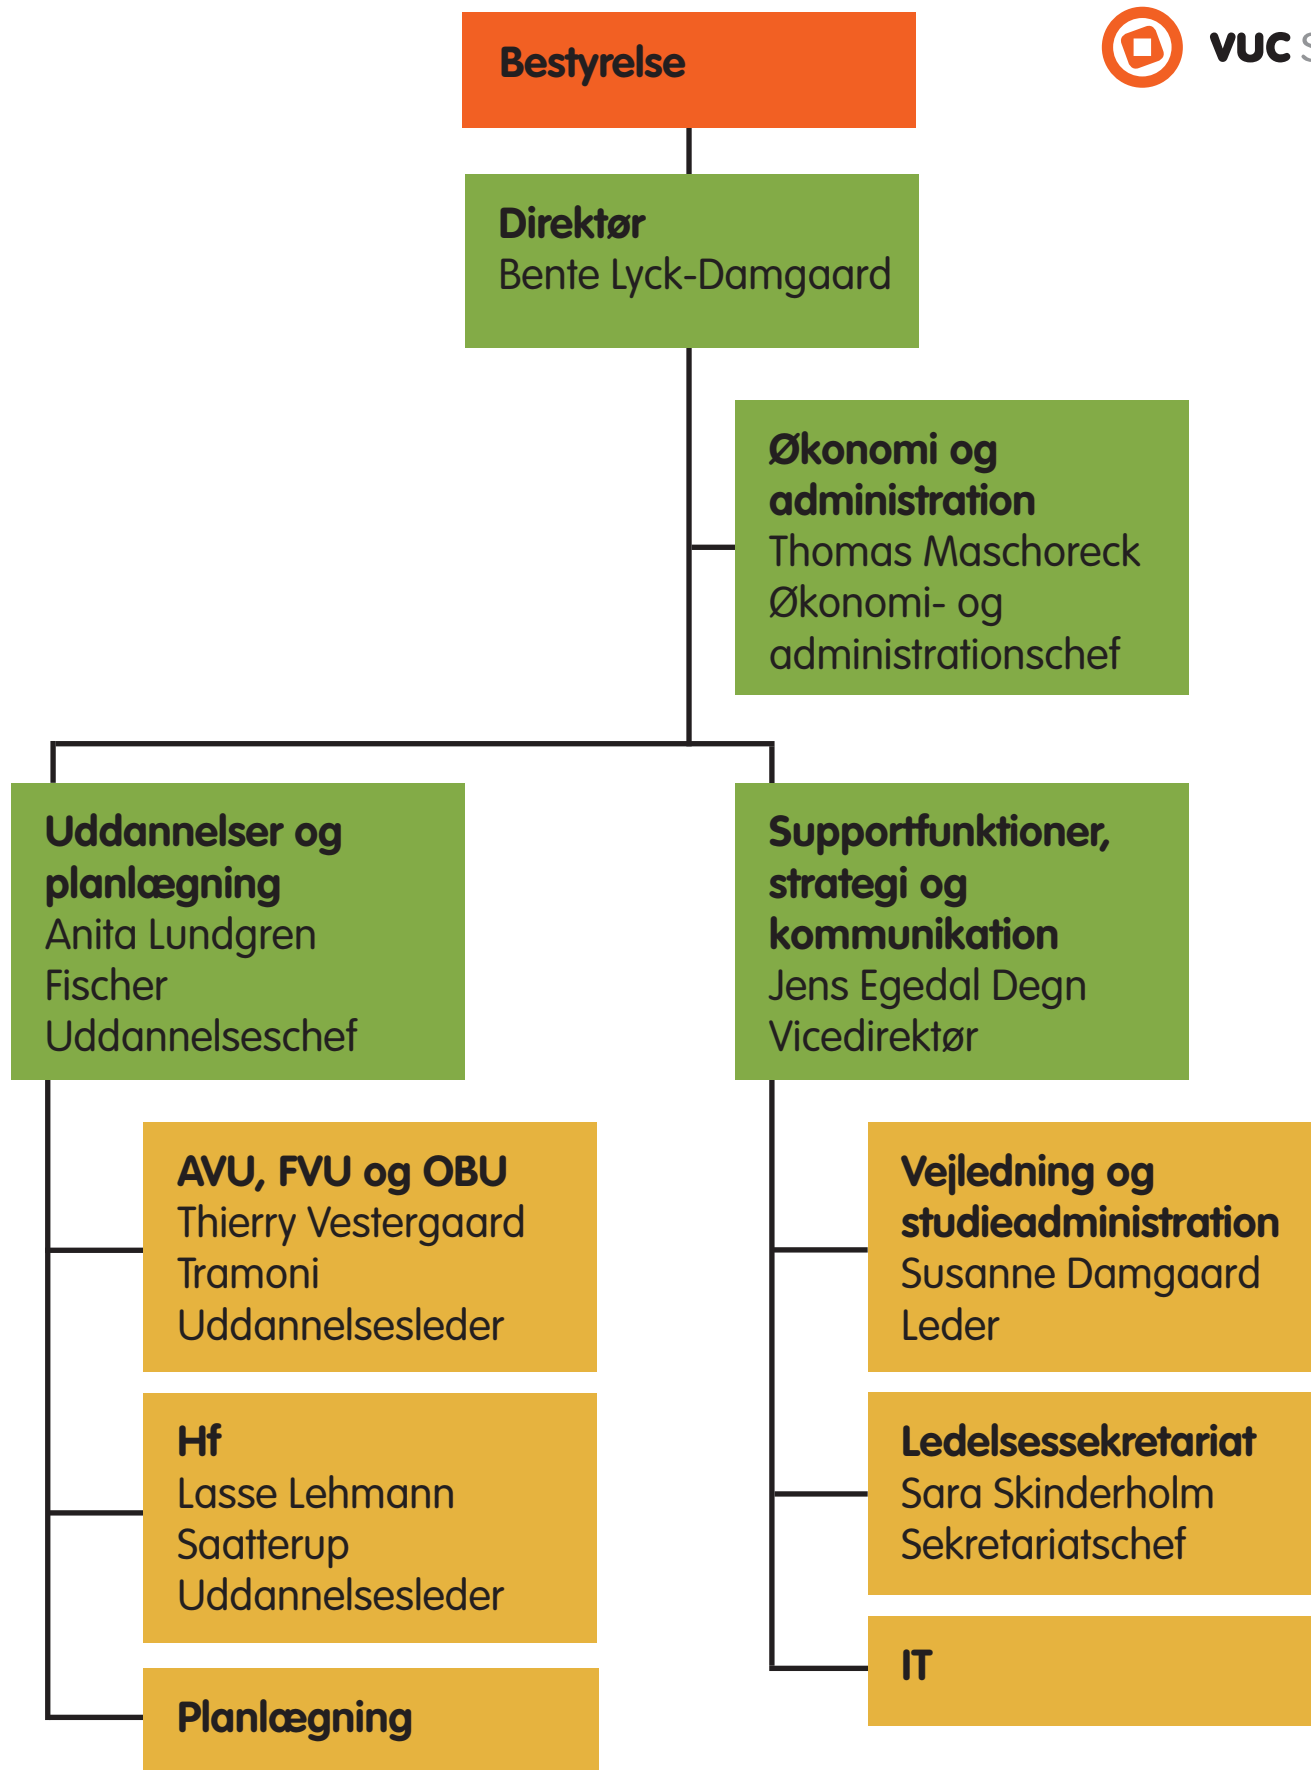 vuc
Bestyrelse
Direktør
Bente Lyck-Damgaard
Økonomi og
administration
Thomas Maschoreck
Økonomi- og
administrationschef
Uddannelser og
planlægning
Anita Lundgren
Fischer
Uddannelseschef
Supportfunktioner,
strategi og
kommunikation
Jens Egedal Degn
Vicedirektør
AVU, FVU og OBU
Thierry Vestergaard
Tramoni
Uddannelsesleder
Hf
Lasse Lehmann
Saatterup
Uddannelsesleder
Planlægning
Vejledning og
studieadministration
Susanne Damgaard
Leder
Ledelsessekretariat
Sara Skinderholm
Sekretariatschef
IT